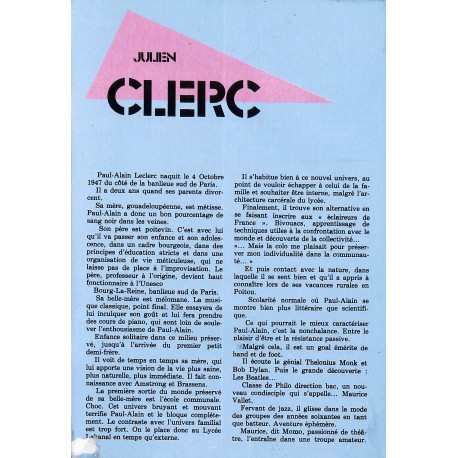 JULIEN
CLERC
Paul-Alain Leclerc naquit le 4 Octobre
1947 du côté de la banlieue sud de Paris.
Il a deux ans quand ses parents divor-
cent.
Sa mère, gouadeloupéenne, est métisse.
Paul-Alain a donc un bon pourcentage de
sang noir dans les veines.
Son père est poitevin. C'est avec lui
qu'il va passer son enfance et son adoles-
cence, dans un cadre bourgeois, dans des
principes d'éducation stricts et dans une
organisation de vie méticuleuse, qui ne
laisse pas de place à l'improvisation. Le
père, professeur à l'origine, devient haut
fonctionnaire à l'Unesco
Bourg-La-Reine, banlieue sud de Paris.
Sa belle-mère est mélomane. La musi-
que classique, point final. Elle essayera de
lui inculquer son goût et lui fera prendre
des cours de piano, qui sont loin de soule-
ver l'enthousiasme de Paul-Alain.
Enfance solitaire dans ce milieu préser-
vé, jusqu'à l'arrivée du premier petit
demi-frère.
Il voit de temps en temps sa mère, qui
lui apporte une vision de la vie plus saine,
plus naturelle, plus immédiate. Il fait con-
naissance avec Amstrong et Brassens.
La première sortie du monde préservé
de sa belle-mère est l'école communale.
Choc. Cet univers bruyant et mouvant
terrifie Paul-Alain et le bloque complète-
ment. Le contraste avec l'univers familial
est trop fort. On le place donc au Lycée
Lakanal en temps qu'externe.
Il s'habitue bien à ce nouvel univers, au
point de vouloir échapper à celui de la fa-
mille et souhaiter être interne, malgré l'ar-
chitecture carcérale du lycée.
Finalement, il trouve son alternative en
se faisant inscrire aux « éclaireurs de
France ». Bivouacs, apprentissage de
techniques utiles à la confrontation avec le
monde et découverte de la collectivité...
« ... Mais la colo me plaisait pour préser-
ver mon individualité dans la communau-
té... »
Et puis contact avec la nature, dans
laquelle il se sent bien et qu'il a appris à
connaître lors de ses vacances rurales en
Poitou.
Scolarité normale où Paul-Alain se
montre bien plus littéraire que scientifi-
que.
Ce qui pourrait le mieux caractériser
Paul-Alain, c'est la nonchalance. Entre le
plaisir d'être et la résistance passive.
Malgré cela, il est un goal émérite de
hand et de foot.
Il écoute le génial Thelonius Monk et
Bob Dylan. Puis le grande découverte :
Les Beatles...
Classe de Philo direction bac, un nou-
veau condisciple qui s'appelle... Maurice
Vallet.
Fervant de jazz, il glisse dans la mode
des groupes des années soixantes en tant
que batteur. Aventure éphémère.
Maurice, dit Momo, passionné de théâ-
tre, l'entraîne dans une troupe amateur.